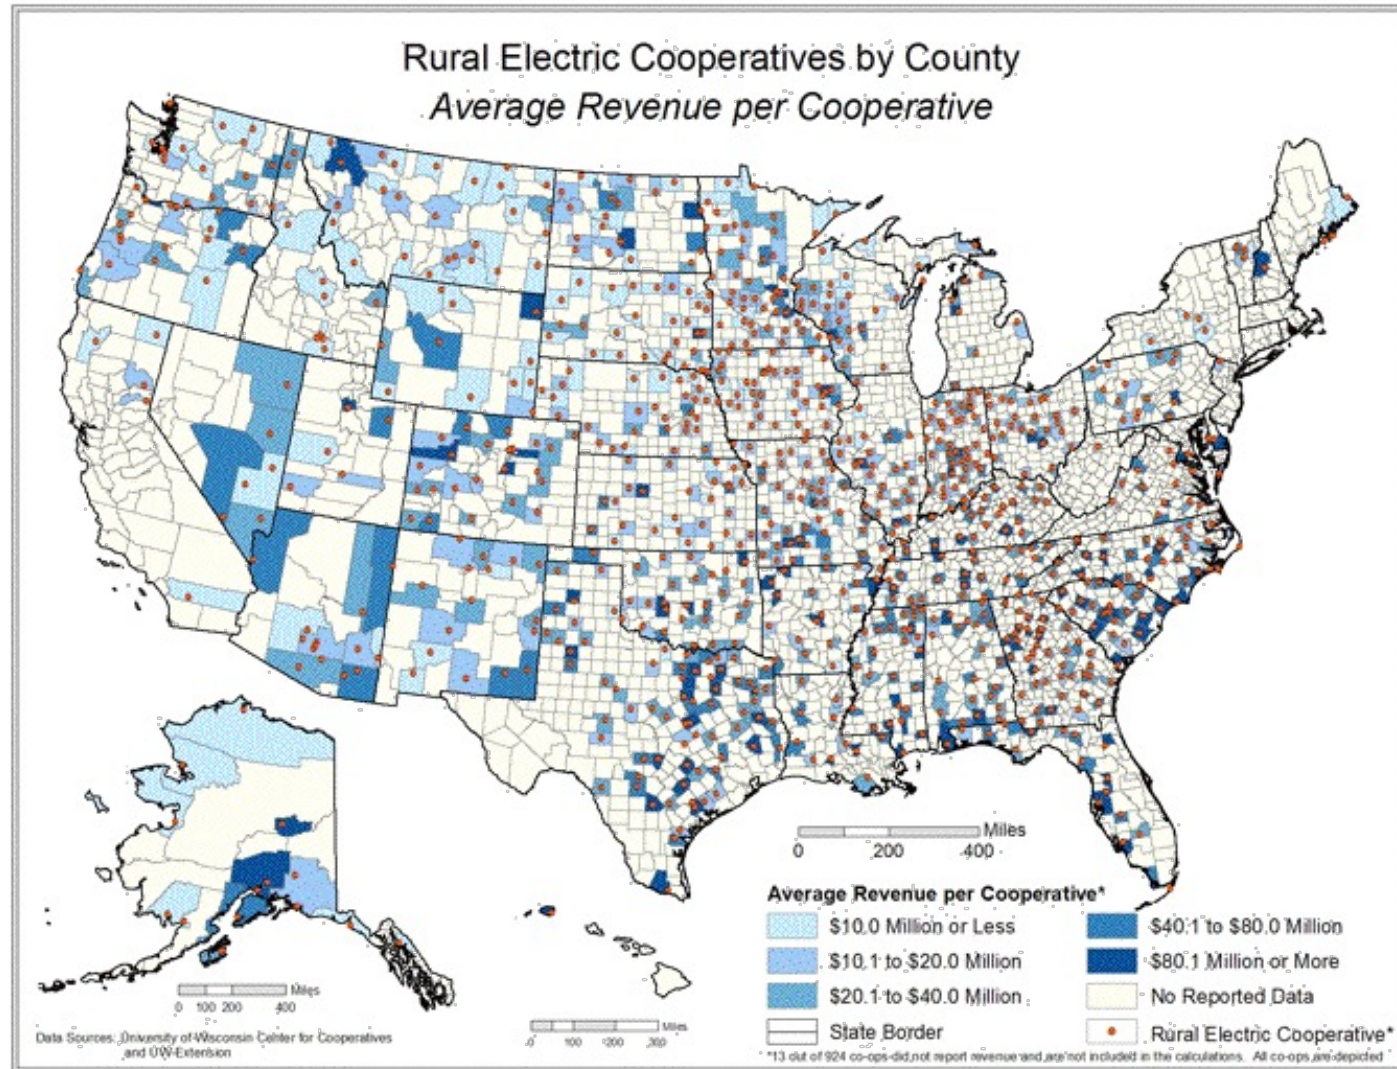 Rural Electric Cooperatives by County
Average Revenue per Cooperative
Miles
0 200 400
Average Revenue per Cooperative*
$10.0 Million or Less
$10.1 to $20.0 Million
$20.1 to $40.0 Million
State Border
$40.1 to $80.0 Million
$80.1 Million or More
No Reported Data
Rural Electric Cooperative*
Miles
0 100 200 400
Miles
0 100 200 300
Data Sources: University of Wisconsin Center for Cooperatives
and UW-Extension
*13 out of 924 co-ops did not report revenue and are not included in the calculations. All co-ops are depicted